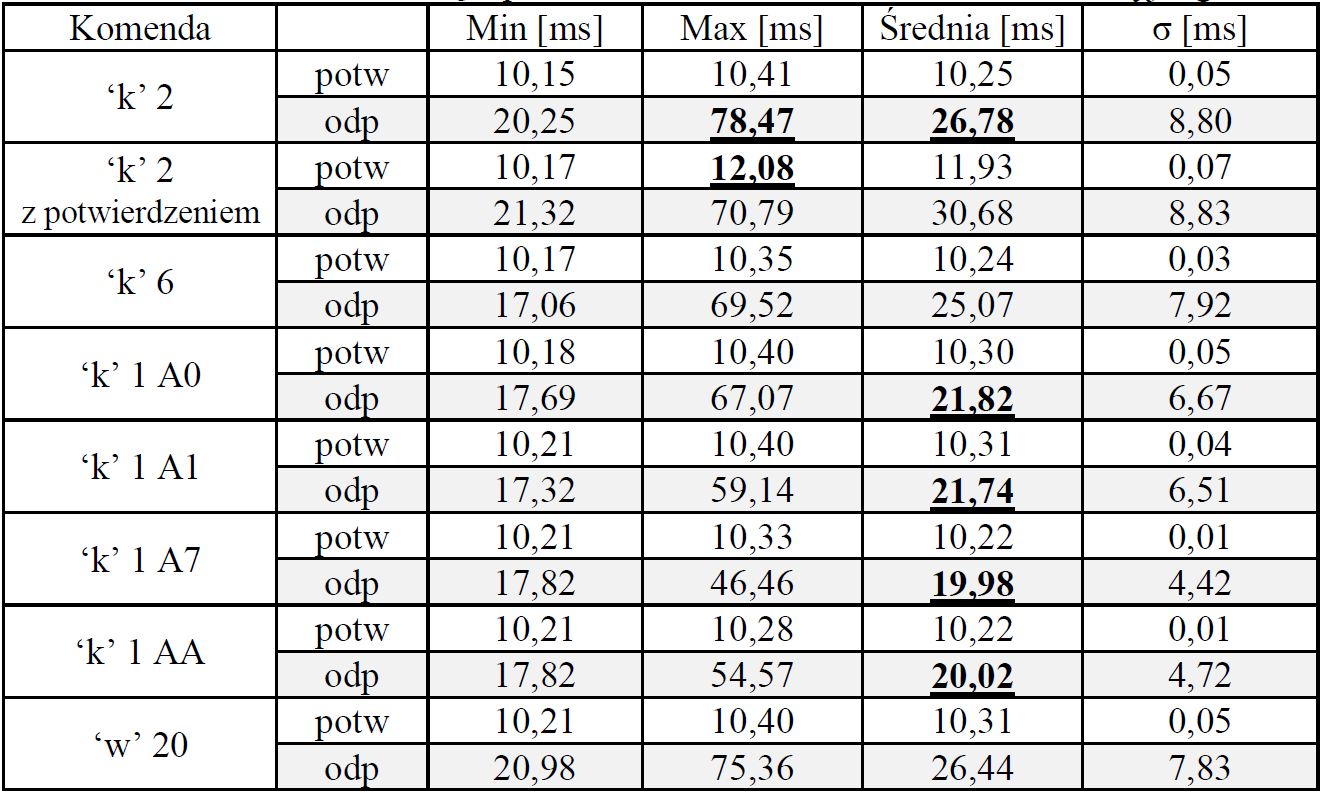 Komenda Min [ms] Max [ms] Średnia [ms] σ [ms]
‘k’ 2 potw 10,15 10,41 10,25 0,05
odp 20,25 78,47 26,78 8,80
‘k’ 2 potw 10,17 12,08 11,93 0,07
z potwierdzeniem odp 21,32 70,79 30,68 8,83
‘k’ 6 potw 10,17 10,35 10,24 0,03
odp 17,06 69,52 25,07 7,92
‘k’ 1 A0 potw 10,18 10,40 10,30 0,05
odp 17,69 67,07 21,82 6,67
‘k’ 1 A1 potw 10,21 10,40 10,31 0,04
odp 17,32 59,14 21,74 6,51
‘k’ 1 A7 potw 10,21 10,33 10,22 0,01
odp 17,82 46,46 19,98 4,42
‘k’ 1 AA potw 10,21 10,28 10,22 0,01
odp 17,82 54,57 20,02 4,72
‘w’ 20 potw 10,21 10,40 10,31 0,05
odp 20,98 75,36 26,44 7,83